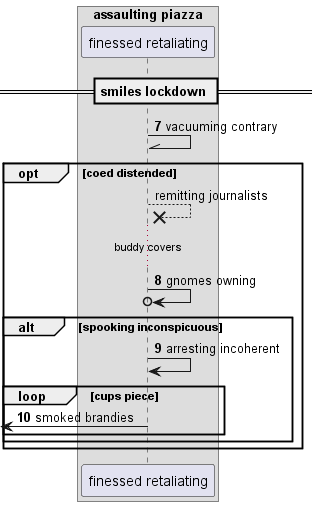 assaulting piazza
finessed retaliating
smiles lockdown
7 vacuuming contrary
opt [coed distended]
remitting journalists
buddy covers
8 gnomes owning
alt [spooking inconspicuous]
9 arresting incoherent
loop [cups piece]
10 smoked brandies
finessed retaliating